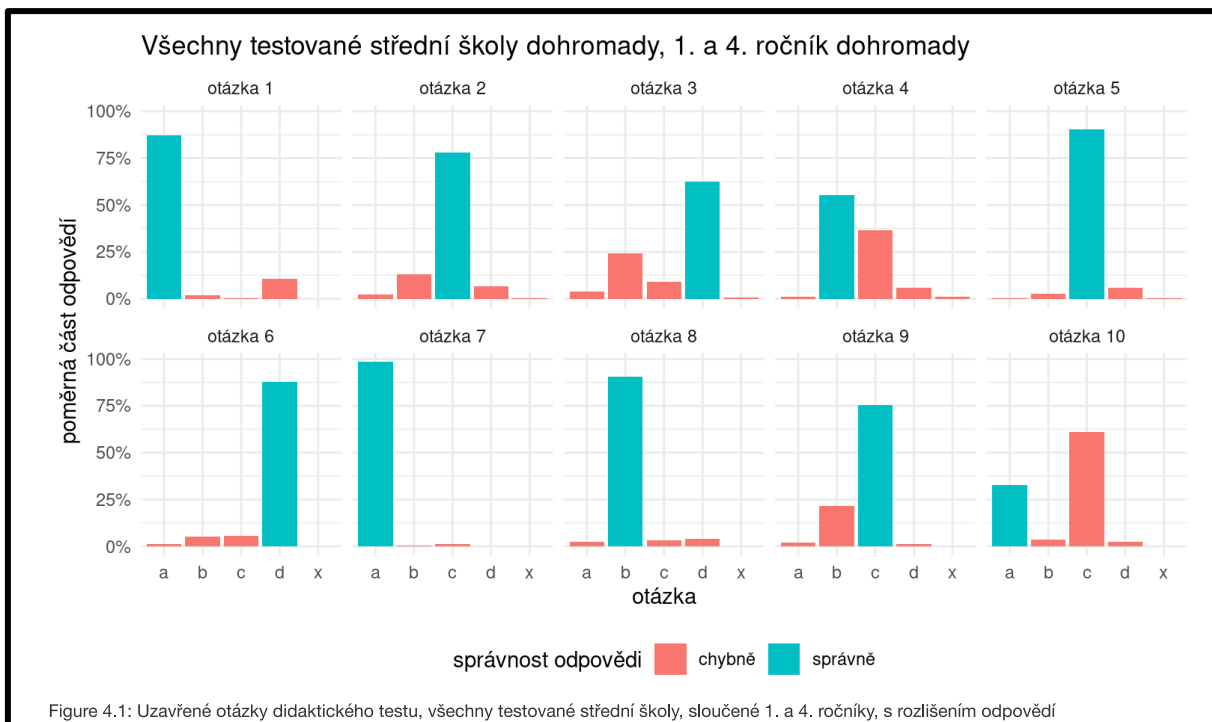 Všechny testované střední školy dohromady, 1. a 4. ročník dohromady
otázka 1 otázka 2 otázka 3 otázka 4 otázka 5
100%
75%
50%
25%
0%
otázka 6 otázka 7 otázka 8 otázka 9 otázka 10
100%
75%
50%
25%
0%
poměrná část odpovědí
a b c d x a b c d x a b c d x a b c d x a b c d x
otázka
správnost odpovědi chybně správně
Figure 4.1: Uzavřené otázky didaktického testu, všechny testované střední školy, sloučené 1. a 4. ročníky, s rozlišením odpovědí